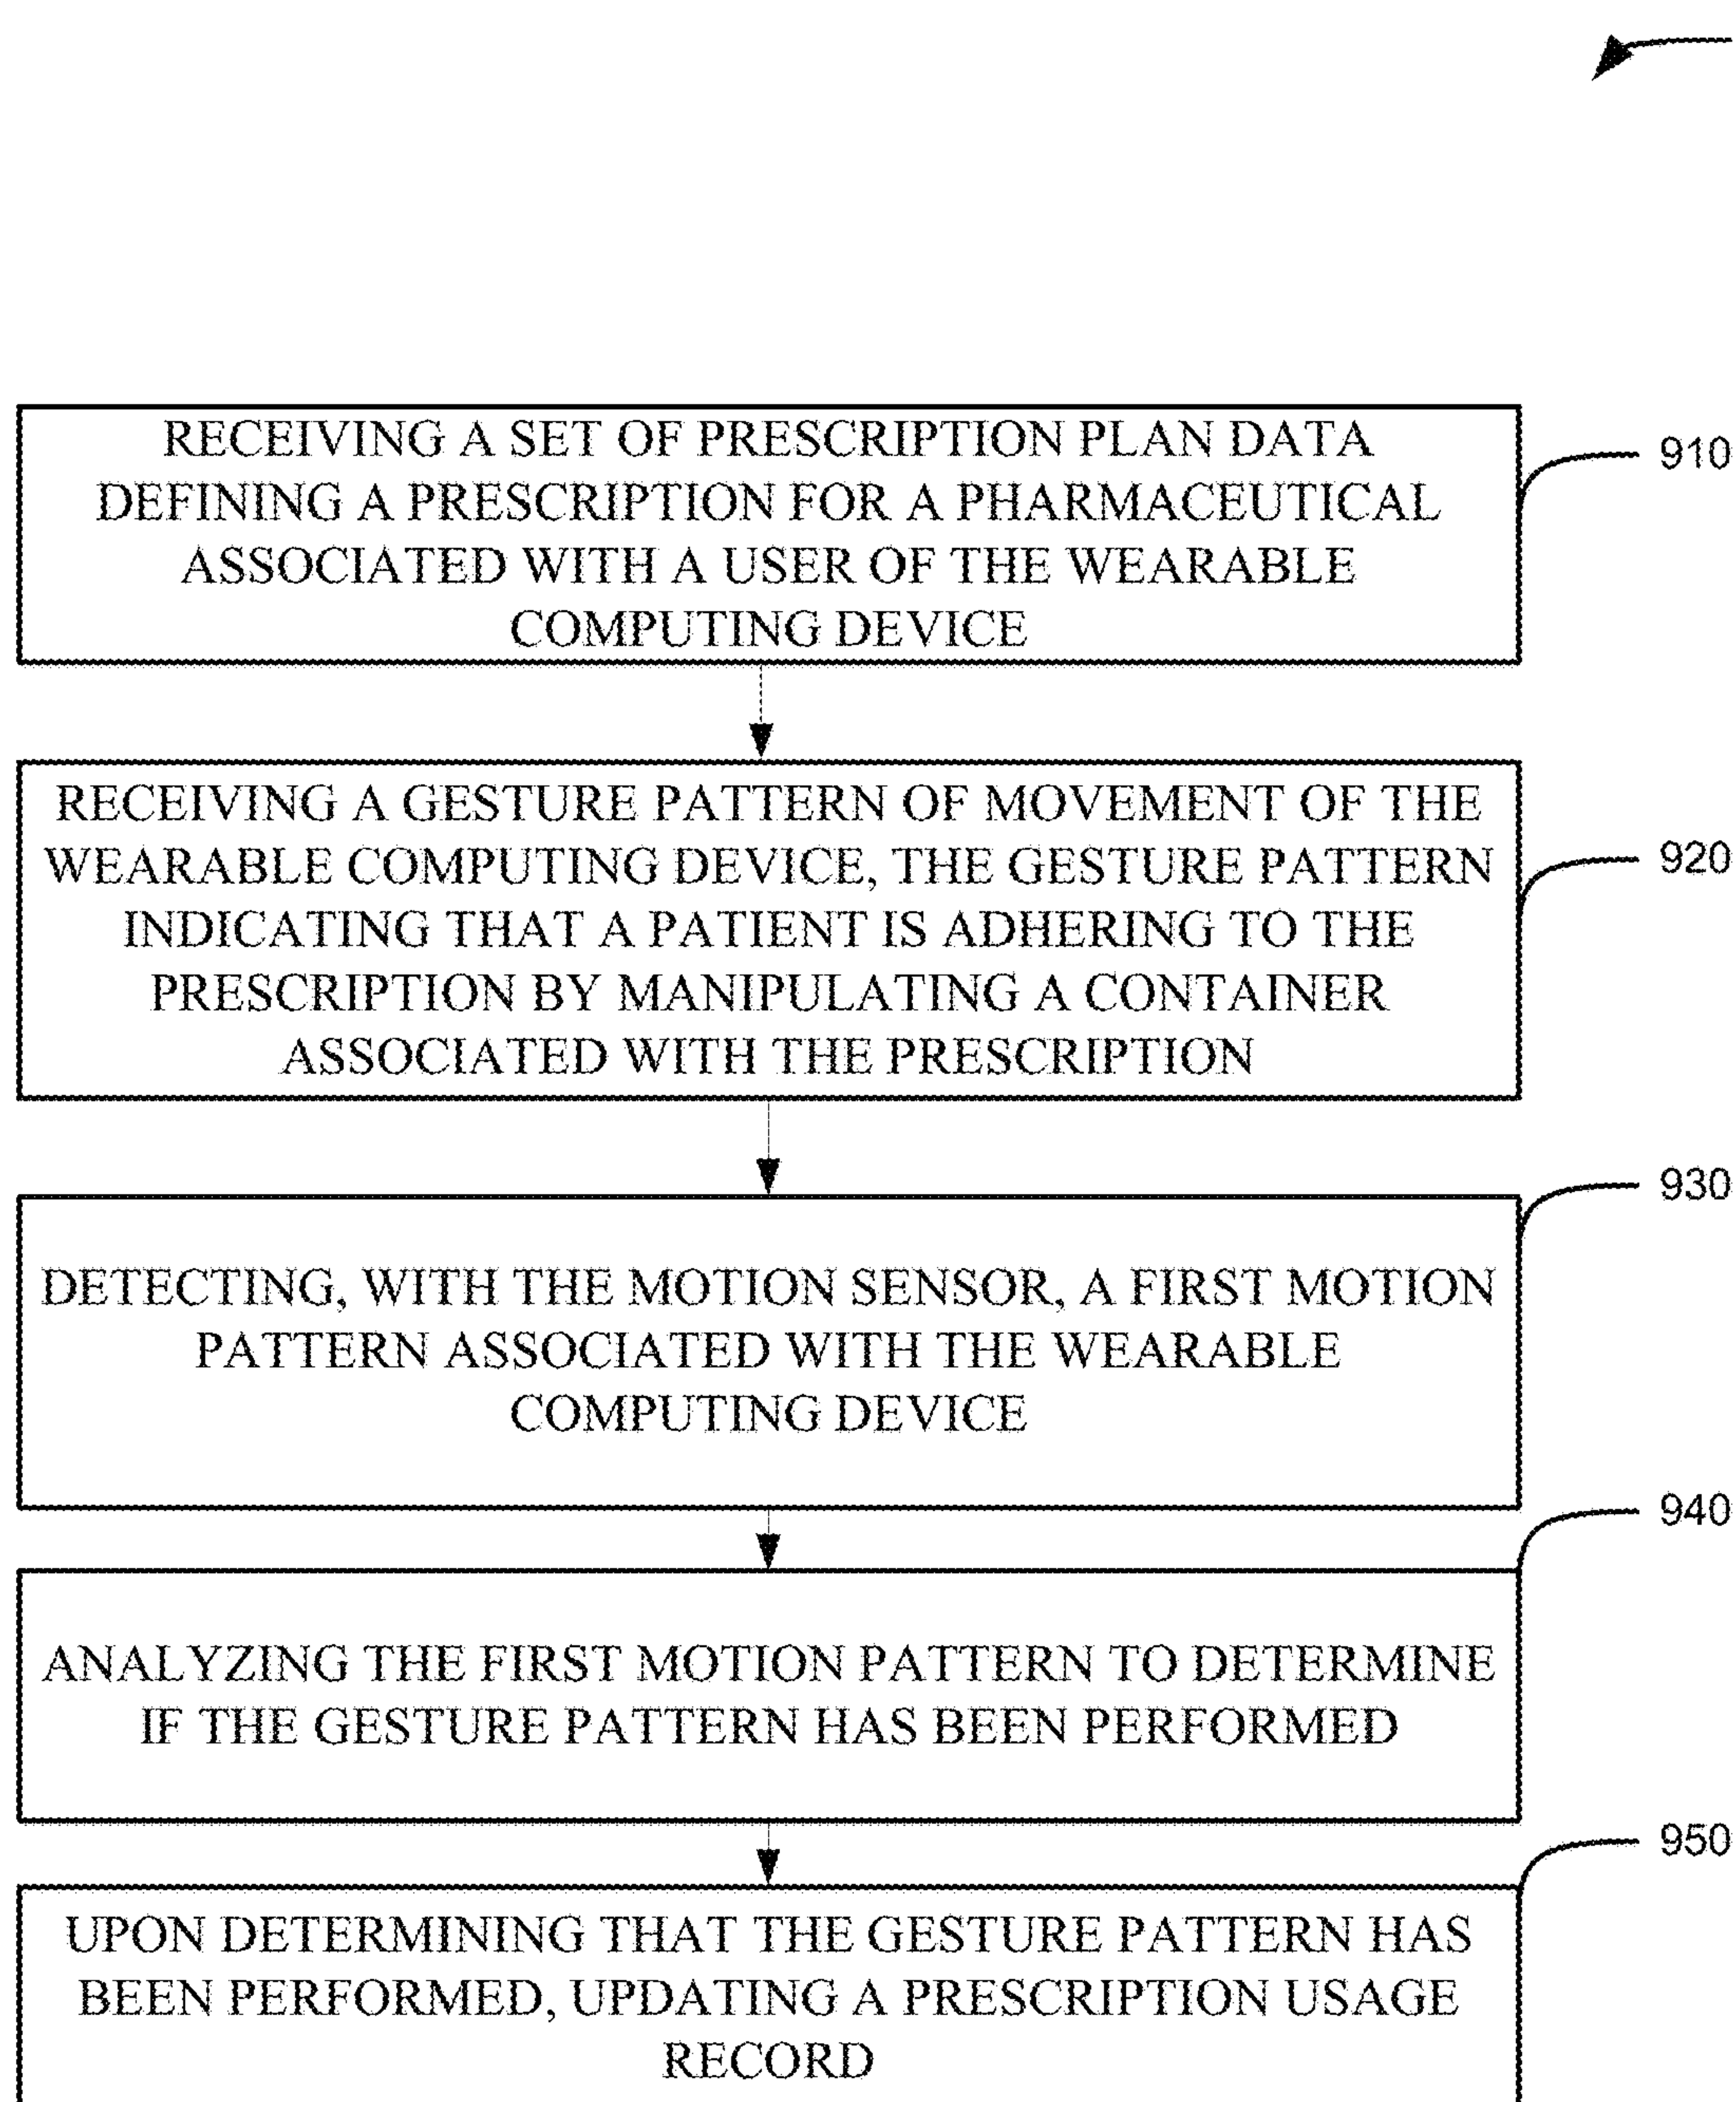 RECEIVING A SET OF PRESCRIPTION PLAN DATA
DEFINING A PRESCRIPTION FOR A PHARMACEUTICAL
ASSOCIATED WITH A USER OF THE WEARABLE
COMPUTING DEVICE
910
RECEIVING A GESTURE PATTERN OF MOVEMENT OF THE
WEARABLE COMPUTING DEVICE, THE GESTURE PATTERN
INDICATING THAT A PATIENT IS ADHERING TO THE
PRESCRIPTION BY MANIPULATING A CONTAINER
ASSOCIATED WITH THE PRESCRIPTION
920
930
DETECTING, WITH THE MOTION SENSOR, A FIRST MOTION
PATTERN ASSOCIATED WITH THE WEARABLE
COMPUTING DEVICE
940
ANALYZING THE FIRST MOTION PATTERN TO DETERMINE
IF THE GESTURE PATTERN HAS BEEN PERFORMED
950
UPON DETERMINING THAT THE GESTURE PATTERN HAS
BEEN PERFORMED, UPDATING A PRESCRIPTION USAGE
RECORD